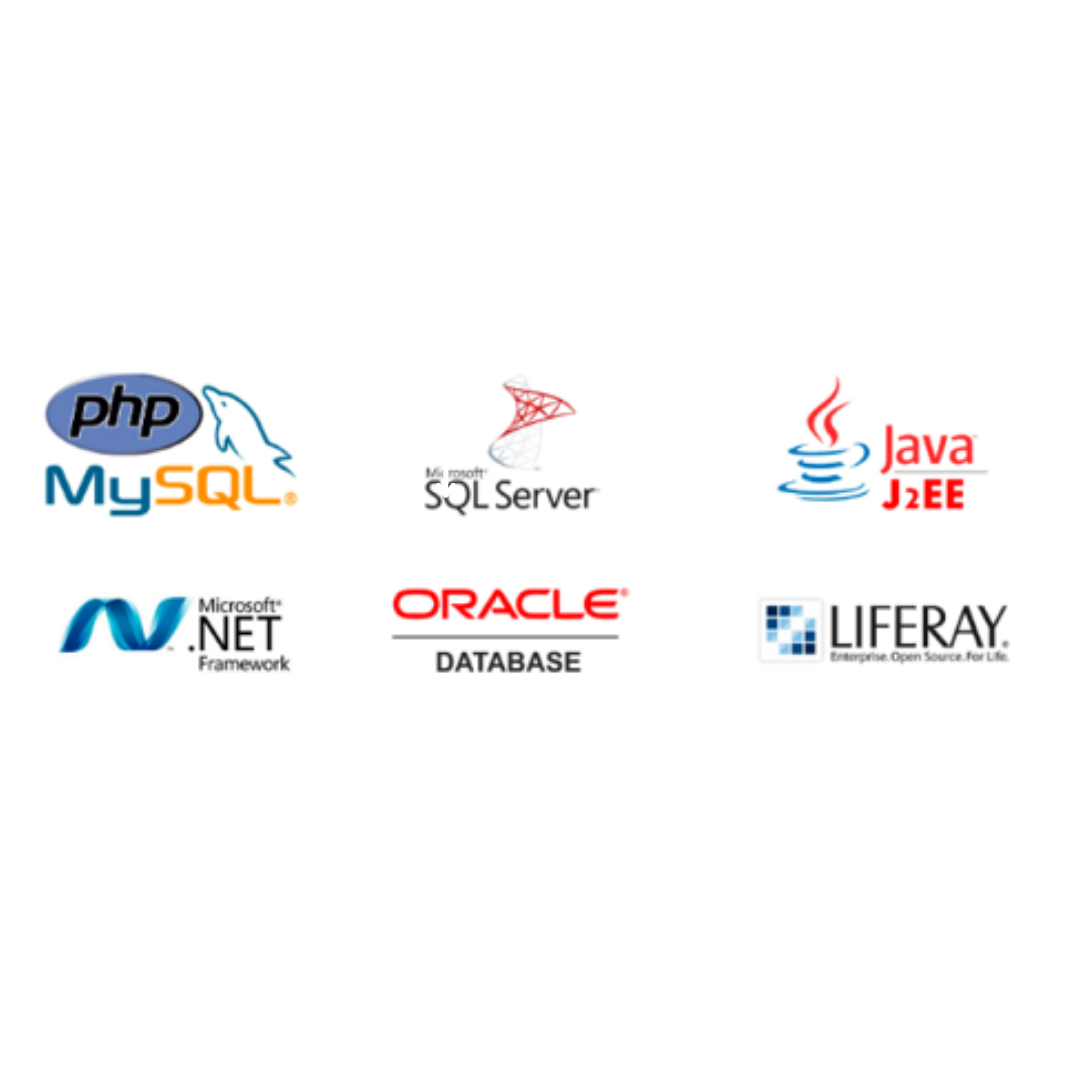 php
MySQL®
Microsoft®
SQL Server
Java
J2EE
Microsoft®
.NET
Framework
ORACLE®
DATABASE
LIFERAY®
Enterprise. Open Source. For Life.